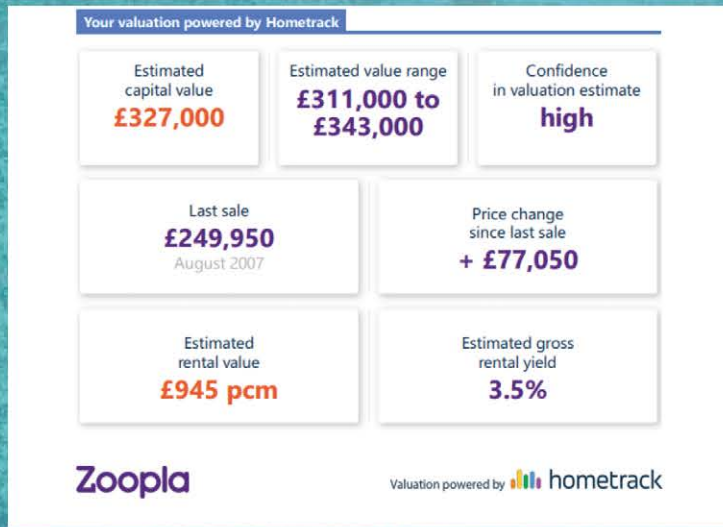 Your valuation powered by Hometrack
Estimated
capital value
£327,000
Estimated value range
£311,000 to
£343,000
Confidence
in valuation estimate
high
Last sale
£249,950
August 2007
Price change
since last sale
+ £77,050
Estimated
rental value
£945 pcm
Estimated gross
rental yield
3.5%
Zoopla
Valuation powered by hometrack